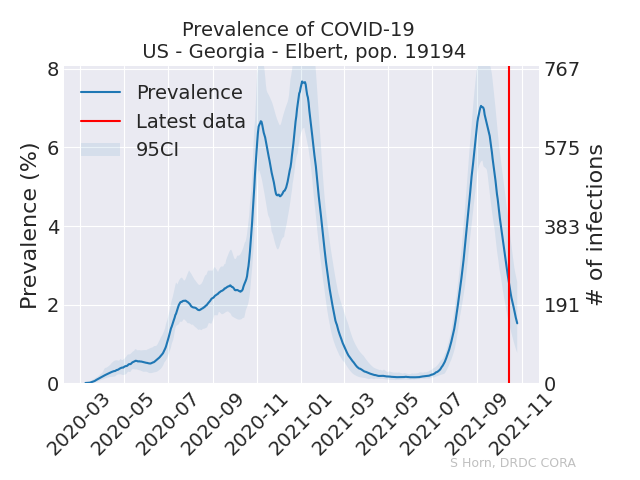 Prevalence of COVID-19
US - Georgia - Elbert, pop. 19194
Prevalence (%)
8
6
4
2
0
Prevalence
Latest data
95CI
767
575
383
191
0
# of infections
2020-03
2020-05
2020-07
2020-09
2020-11
2021-01
2021-03
2021-05
2021-07
2021-09
2021-11
S Horn, DRDC CORA